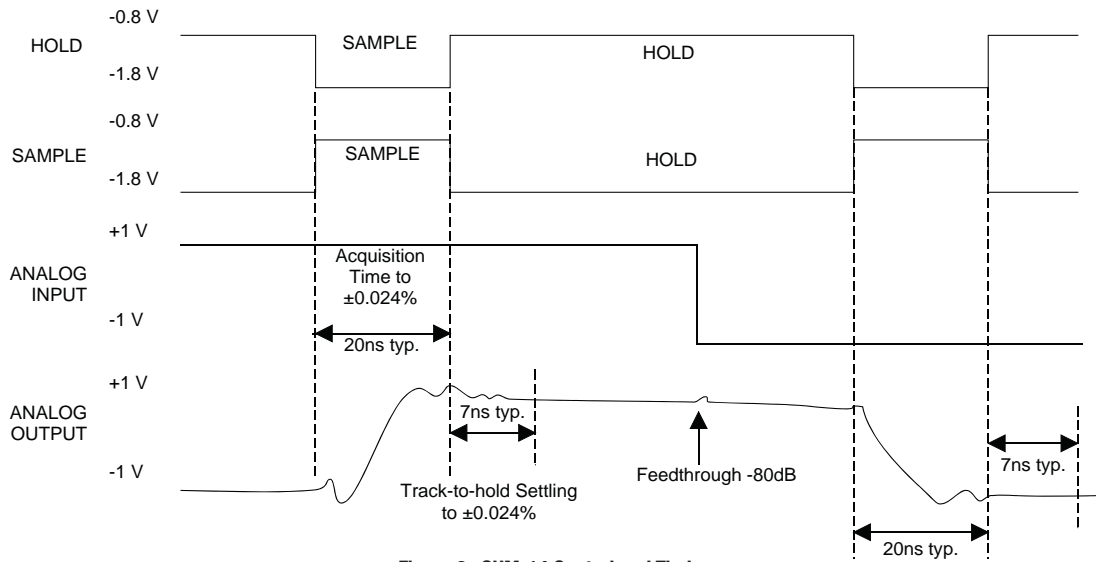 -0.8 V
HOLD
SAMPLE
HOLD
-1.8 V
-0.8 V
SAMPLE
SAMPLE
HOLD
-1.8 V
+1 V
ANALOG
INPUT
Acquisition
Time to
±0.024%
-1 V
20ns typ.
+1 V
ANALOG
OUTPUT
7ns typ.
-1 V
Feedthrough -80dB
7ns typ.
Track-to-hold Settling
to ±0.024%
20ns typ.